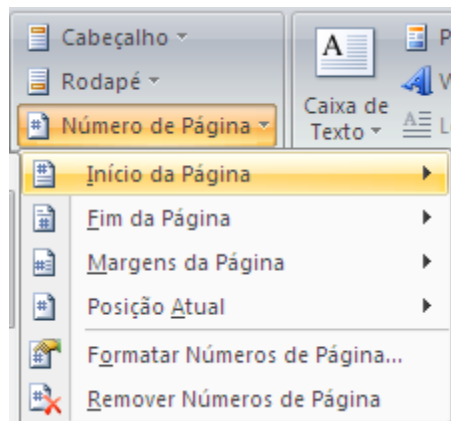 Cabeçalho
Rodapé
Número de Página
A
Caixa de
Texto
Início da Página
Fim da Página
Margens da Página
Posição Atual
Formatar Números de Página...
Remover Números de Página